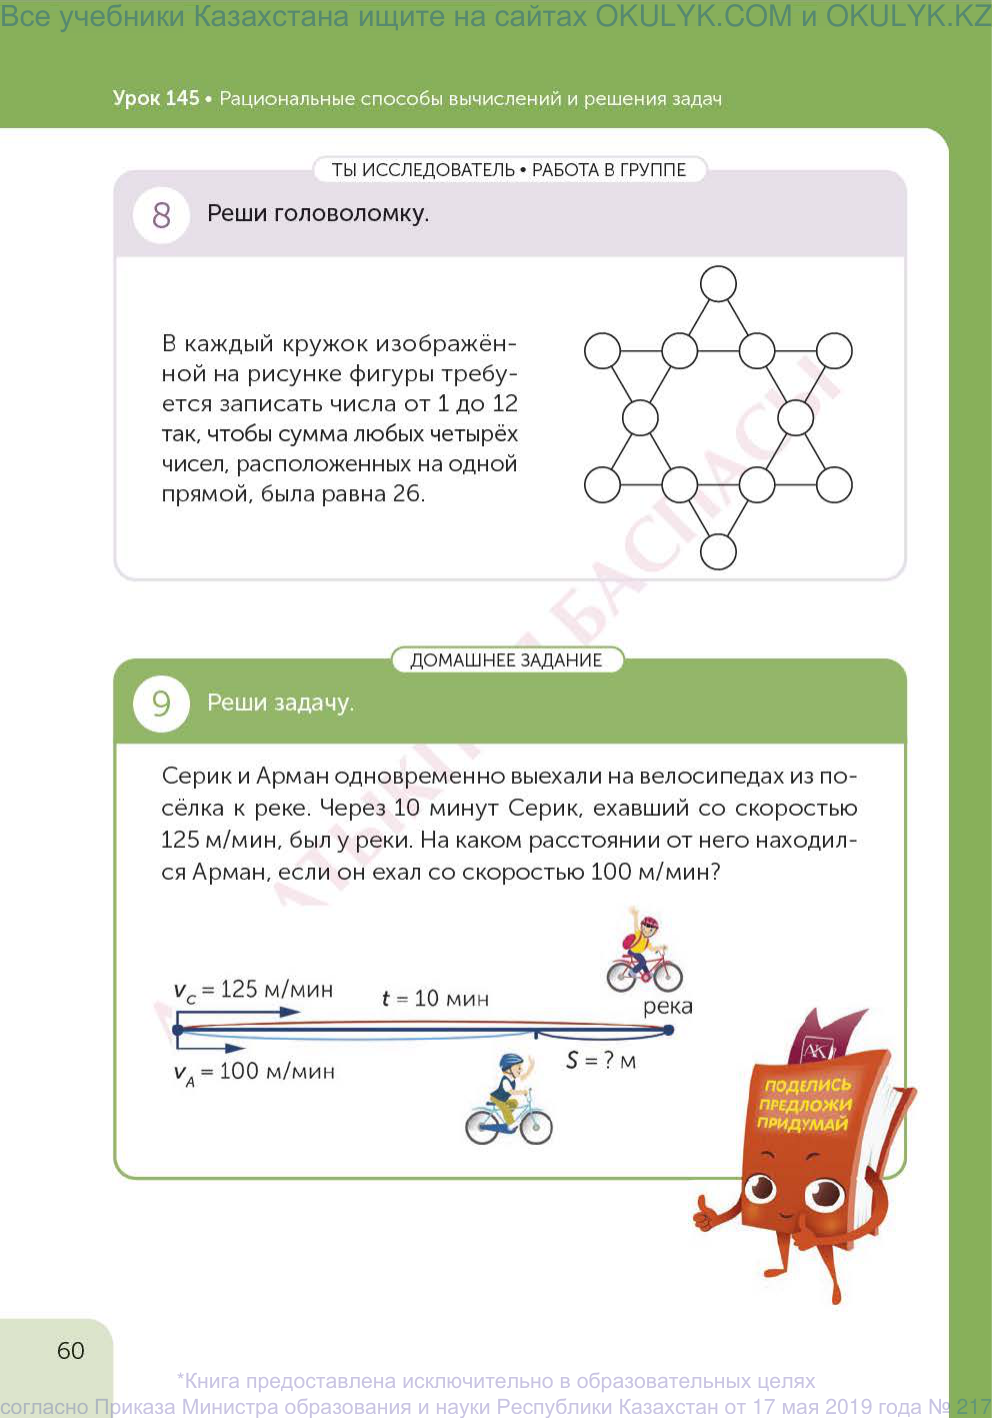 Все учебники Казахстана ищите на сайтах OKULYK.COM и OKULYK.KZ
Урок 145 • Рациональные способы вычислений и решения задач
ТЫ ИССЛЕДОВАТЕЛЬ • РАБОТА В ГРУППЕ
8 Реши головоломку.
В каждый кружок изображён-
ной на рисунке фигуры требу-
ется записать числа от 1 до 12
так, чтобы сумма любых четырёх
чисел, расположенных на одной
прямой, была равна 26.
ДОМАШНЕЕ ЗАДАНИЕ
9 Реши задачу.
Серик и Арман одновременно выехали на велосипедах из по-
сёлка к реке. Через 10 минут Серик, ехавший со скоростью
125 м/мин, был у реки. На каком расстоянии от него находил-
ся Арман, если он ехал со скоростью 100 м/мин?
v_C = 125 м/мин
t = 10 мин
река
v_A = 100 м/мин
S = ? м
АК
ПОДЕЛИСЬ
ПРЕДЛОЖИ
ПРИДУМАЙ
60
*Книга предоставлена исключительно в образовательных целях
согласно Приказа Министра образования и науки Республики Казахстан от 17 мая 2019 года № 217